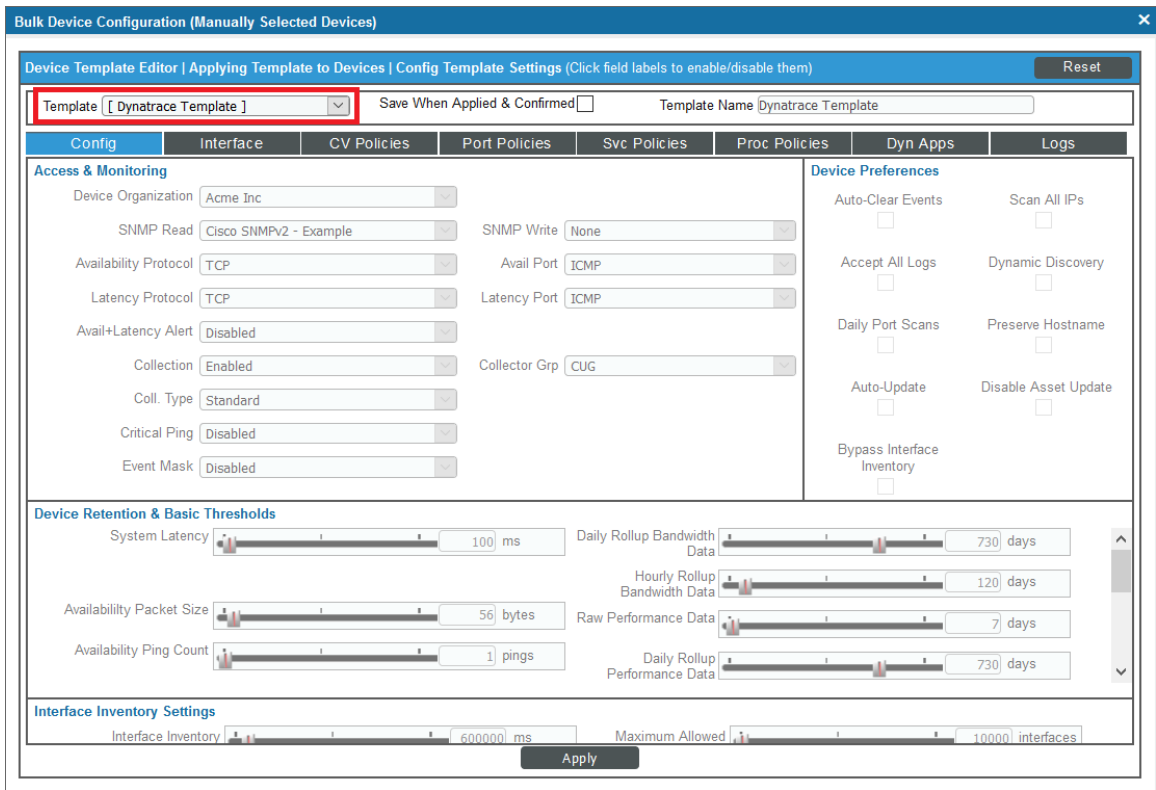 Bulk Device Configuration (Manually Selected Devices)
Device Template Editor | Applying Template to Devices | Config Template Settings (Click field labels to enable/disable them) Reset
Template [ Dynatrace Template ] Save When Applied & Confirmed Template Name Dynatrace Template
Config Interface CV Policies Port Policies Svc Policies Proc Policies Dyn Apps Logs
Access & Monitoring
Device Organization Acme Inc
SNMP Read Cisco SNMPv2 - Example SNMP Write None
Availability Protocol TCP Avail Port ICMP
Latency Protocol TCP Latency Port ICMP
Avail+Latency Alert Disabled
Collection Enabled Collector Grp CUG
Coll. Type Standard
Critical Ping Disabled
Event Mask Disabled
Device Preferences
Auto-Clear Events Scan All IPs
Accept All Logs Dynamic Discovery
Daily Port Scans Preserve Hostname
Auto-Update Disable Asset Update
Bypass Interface
Inventory
Device Retention & Basic Thresholds
System Latency 100 ms
Availabililty Packet Size 56 bytes
Availability Ping Count 1 pings
Daily Rollup Bandwidth
Data 730 days
Hourly Rollup
Bandwidth Data 120 days
Raw Performance Data 7 days
Daily Rollup
Performance Data 730 days
Interface Inventory Settings
Interface Inventory 600000 ms Maximum Allowed 10000 interfaces
Apply